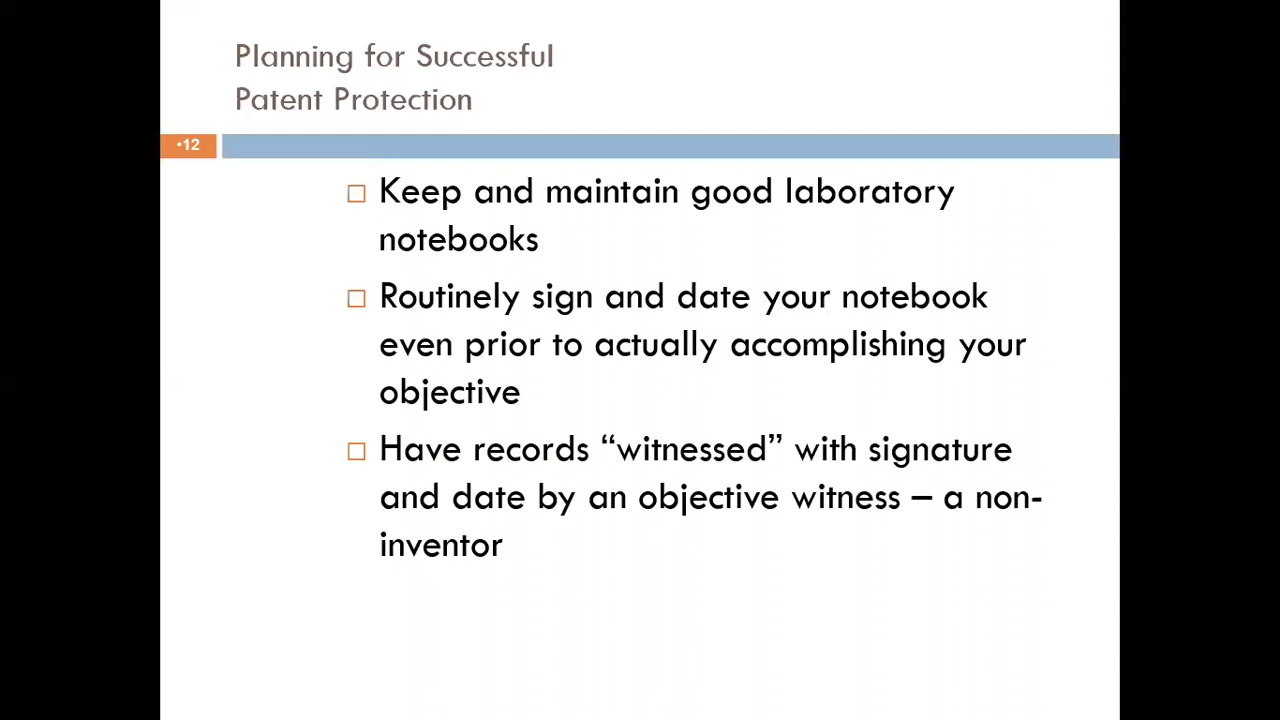 Planning for Successful
Patent Protection
•12
□ Keep and maintain good laboratory
notebooks
□ Routinely sign and date your notebook
even prior to actually accomplishing your
objective
□ Have records “witnessed” with signature
and date by an objective witness – a non-
inventor